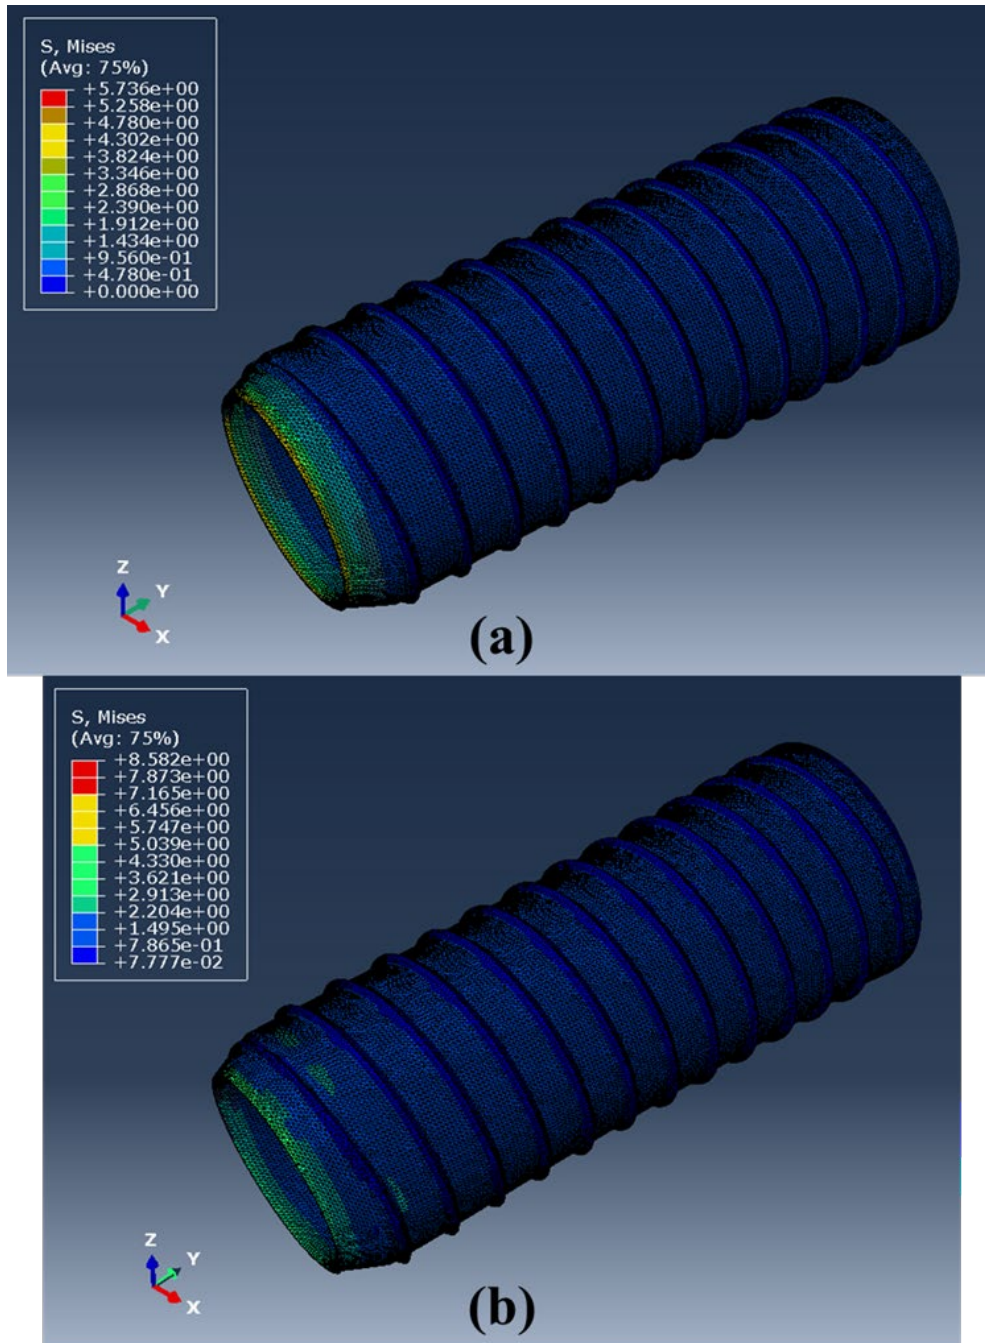 S, Mises
(Avg: 75%)
+5.736e+00
+5.258e+00
+4.780e+00
+4.302e+00
+3.824e+00
+3.346e+00
+2.868e+00
+2.390e+00
+1.912e+00
+1.434e+00
+9.560e-01
+4.780e-01
+0.000e+00
Z
Y
X
(a)
S, Mises
(Avg: 75%)
+8.582e+00
+7.873e+00
+7.165e+00
+6.456e+00
+5.747e+00
+5.039e+00
+4.330e+00
+3.621e+00
+2.913e+00
+2.204e+00
+1.495e+00
+7.865e-01
+7.777e-02
Z
Y
X
(b)